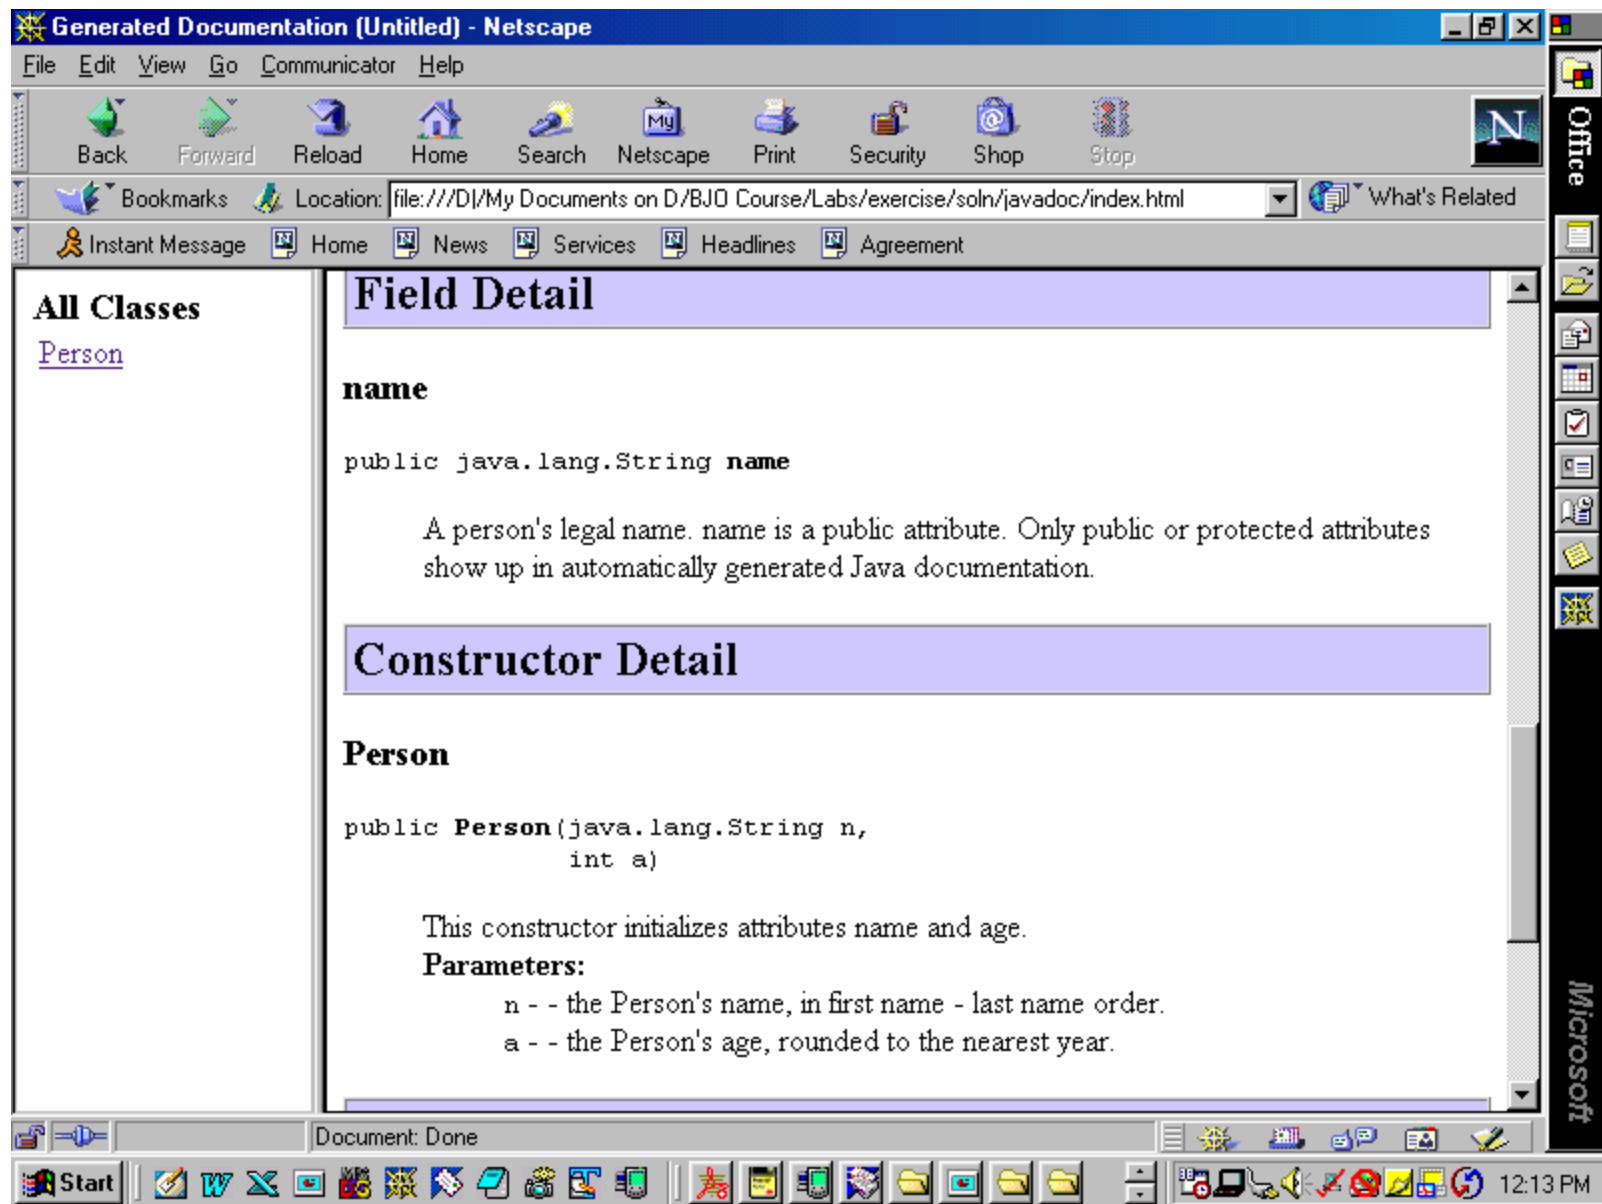 Generated Documentation (Untitled) - Netscape
File Edit View Go Communicator Help
Back Forward Reload Home Search Netscape Print Security Shop Stop
My
N
Bookmarks Location: file:///D|/My Documents on D/BJO Course/Labs/exercise/soln/javadoc/index.html What's Related
Instant Message Home News Services Headlines Agreement
Office
All Classes
Person
Field Detail
name
public java.lang.String name
A person's legal name. name is a public attribute. Only public or protected attributes
show up in automatically generated Java documentation.
Constructor Detail
Person
public Person(java.lang.String n,
int a)
This constructor initializes attributes name and age.
Parameters:
n - - the Person's name, in first name - last name order.
a - - the Person's age, rounded to the nearest year.
Microsoft
Document: Done
Start 12:13 PM